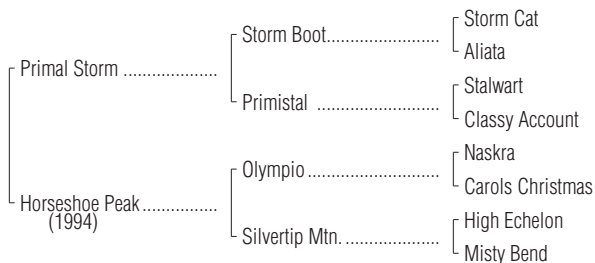 Storm Cat
Storm Boot..........................
Aliata
Primal Storm ....................
Stalwart
Primistal ..........................
Classy Account
Naskra
Olympio............................
Carols Christmas
Horseshoe Peak................
(1994)
High Echelon
Silvertip Mtn.....................
Misty Bend